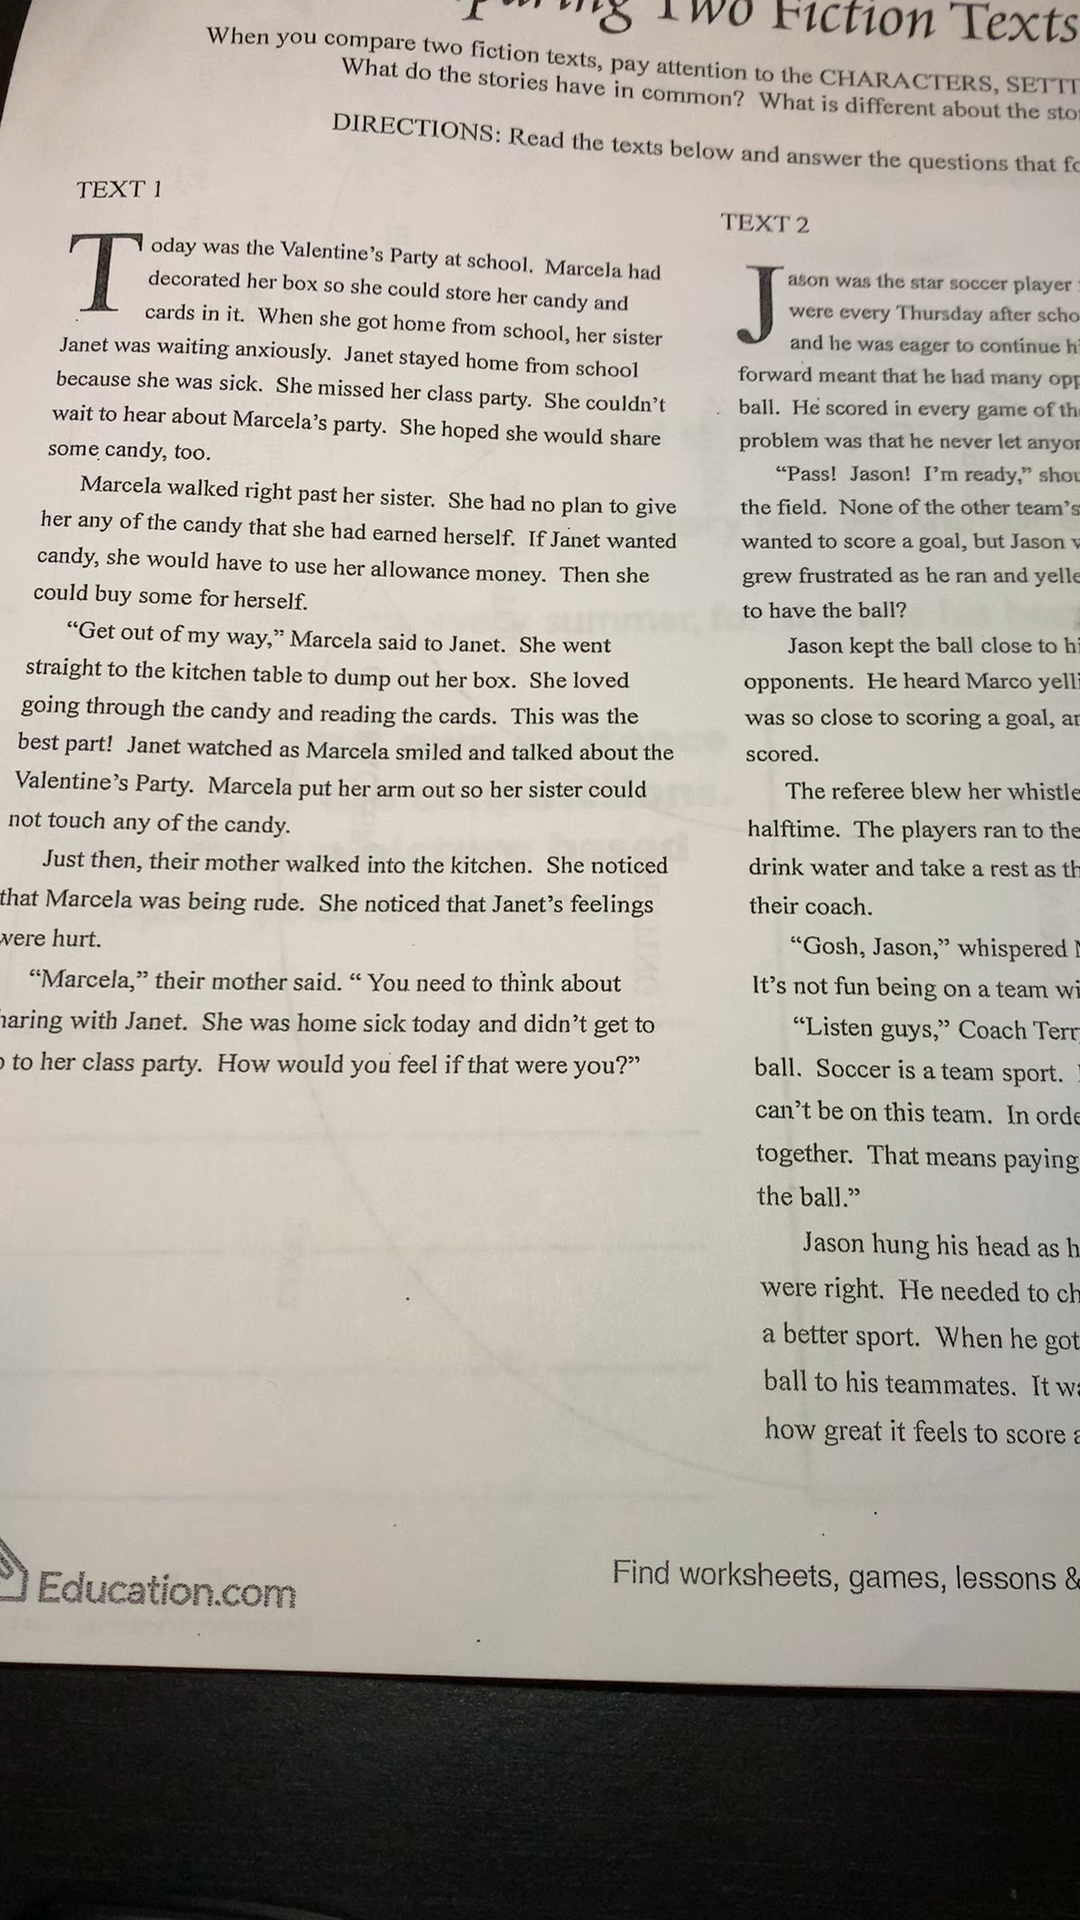 Two Fiction Texts
When you compare two fiction texts, pay attention to the CHARACTERS,
What do the stories have in common?  What is different about the
DIRECTIONS: Read the texts below and answer the questions that
TEXT 1
Today was the Valentine's Party at school.  Marcela had
decorated her box so she could store her candy and
cards in it.  When she got home from school, her sister
Janet was waiting anxiously.  Janet stayed home from school
because she was sick.  She missed her class party.  She couldn't
wait to hear about Marcela's party.  She hoped she would share
some candy, too.
Marcela walked right past her sister.  She had no plan to give
her any of the candy that she had earned herself.  If Janet wanted
candy, she would have to use her allowance money.  Then she
could buy some for herself.
"Get out of my way," Marcela said to Janet.  She went
straight to the kitchen table to dump out her box.  She loved
going through the candy and reading the cards.  This was the
best part!  Janet watched as Marcela smiled and talked about the
Valentine's Party.  Marcela put her arm out so her sister could
not touch any of the candy.
Just then, their mother walked into the kitchen.  She noticed
that Marcela was being rude.  She noticed that Janet's feelings
were hurt.
"Marcela," their mother said. " You need to think about
haring with Janet.  She was home sick today and didn't get to
to her class party.  How would you feel if that were you?"
TEXT 2
Jason was the star soccer player
were every Thursday after
and he was eager to continue
forward meant that he had many
ball.  He scored in every game of
problem was that he never let
"Pass!  Jason!  I'm ready,"
the field.  None of the other team's
wanted to score a goal, but Jason
grew frustrated as he ran and
to have the ball?
Jason kept the ball close to
opponents.  He heard Marco
was so close to scoring a goal,
scored.
The referee blew her whistle
halftime.  The players ran to the
drink water and take a rest as
their coach.
"Gosh, Jason," whispered
It's not fun being on a team
"Listen guys," Coach
ball.  Soccer is a team sport.
can't be on this team.  In
together.  That means paying
the ball."
Jason hung his head as
were right.  He needed to
a better sport.  When he got
ball to his teammates.  It
how great it feels to score a
Education.com
Find worksheets, games, lessons &